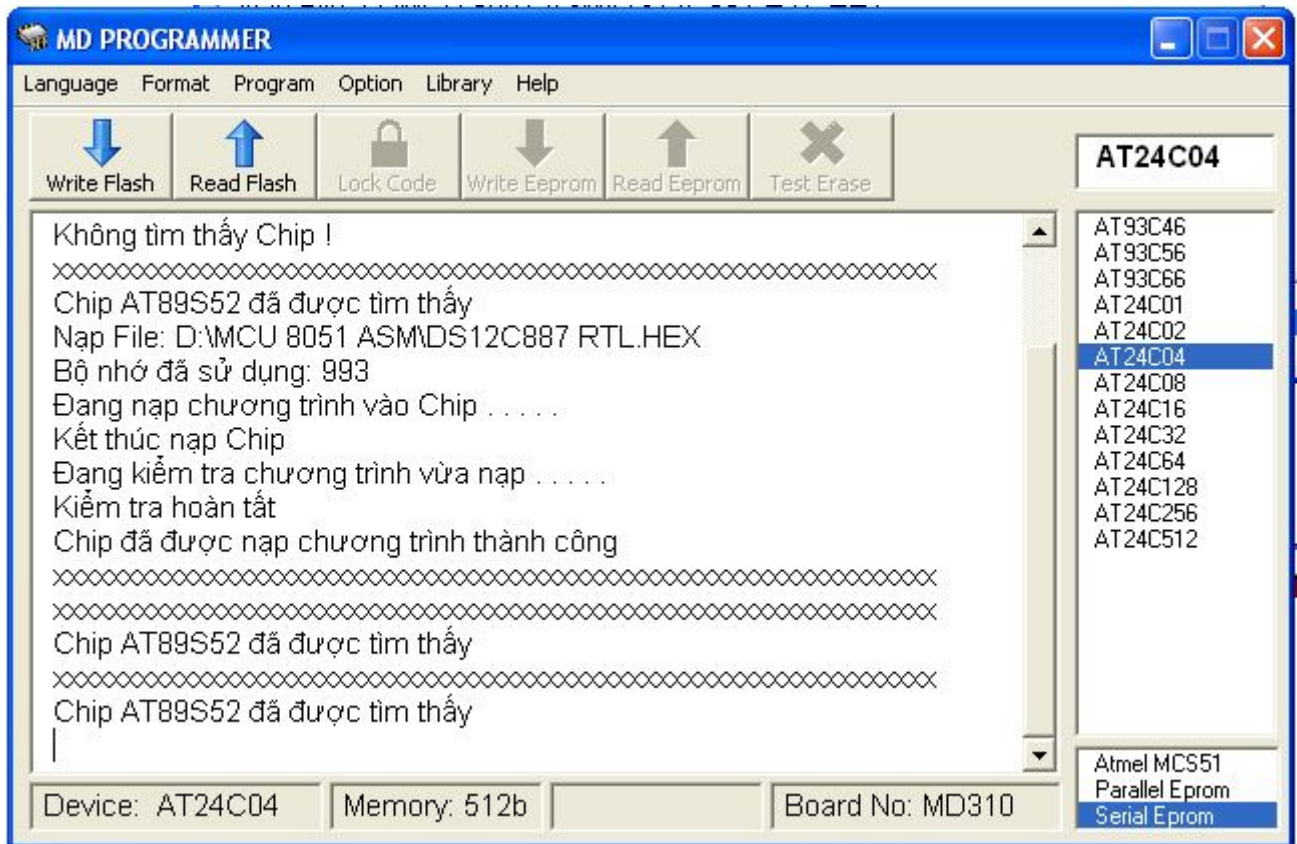 MD PROGRAMMER
Language Format Program Option Library Help
Write Flash Read Flash Lock Code Write Eeprom Read Eeprom Test Erase
AT24C04
Không tìm thấy Chip !
xxxxxxxxxxxxxxxxxxxxxxxxxxxxxxxxxxxxxxxxxxxxxxxxxxxxxxxxxxxxxxx
Chip AT89S52 đã được tìm thấy
Nạp File: D:\MCU 8051 ASM\DS12C887 RTL.HEX
Bộ nhớ đã sử dụng: 993
Đang nạp chương trình vào Chip . . . . .
Kết thúc nạp Chip
Đang kiểm tra chương trình vừa nạp . . . . .
Kiểm tra hoàn tất
Chip đã được nạp chương trình thành công
xxxxxxxxxxxxxxxxxxxxxxxxxxxxxxxxxxxxxxxxxxxxxxxxxxxxxxxxxxxxxxx
xxxxxxxxxxxxxxxxxxxxxxxxxxxxxxxxxxxxxxxxxxxxxxxxxxxxxxxxxxxxxxx
Chip AT89S52 đã được tìm thấy
xxxxxxxxxxxxxxxxxxxxxxxxxxxxxxxxxxxxxxxxxxxxxxxxxxxxxxxxxxxxxxx
Chip AT89S52 đã được tìm thấy
AT93C46
AT93C56
AT93C66
AT24C01
AT24C02
AT24C04
AT24C08
AT24C16
AT24C32
AT24C64
AT24C128
AT24C256
AT24C512
Atmel MCS51
Parallel Eprom
Serial Eprom
Device: AT24C04 Memory: 512b Board No: MD310